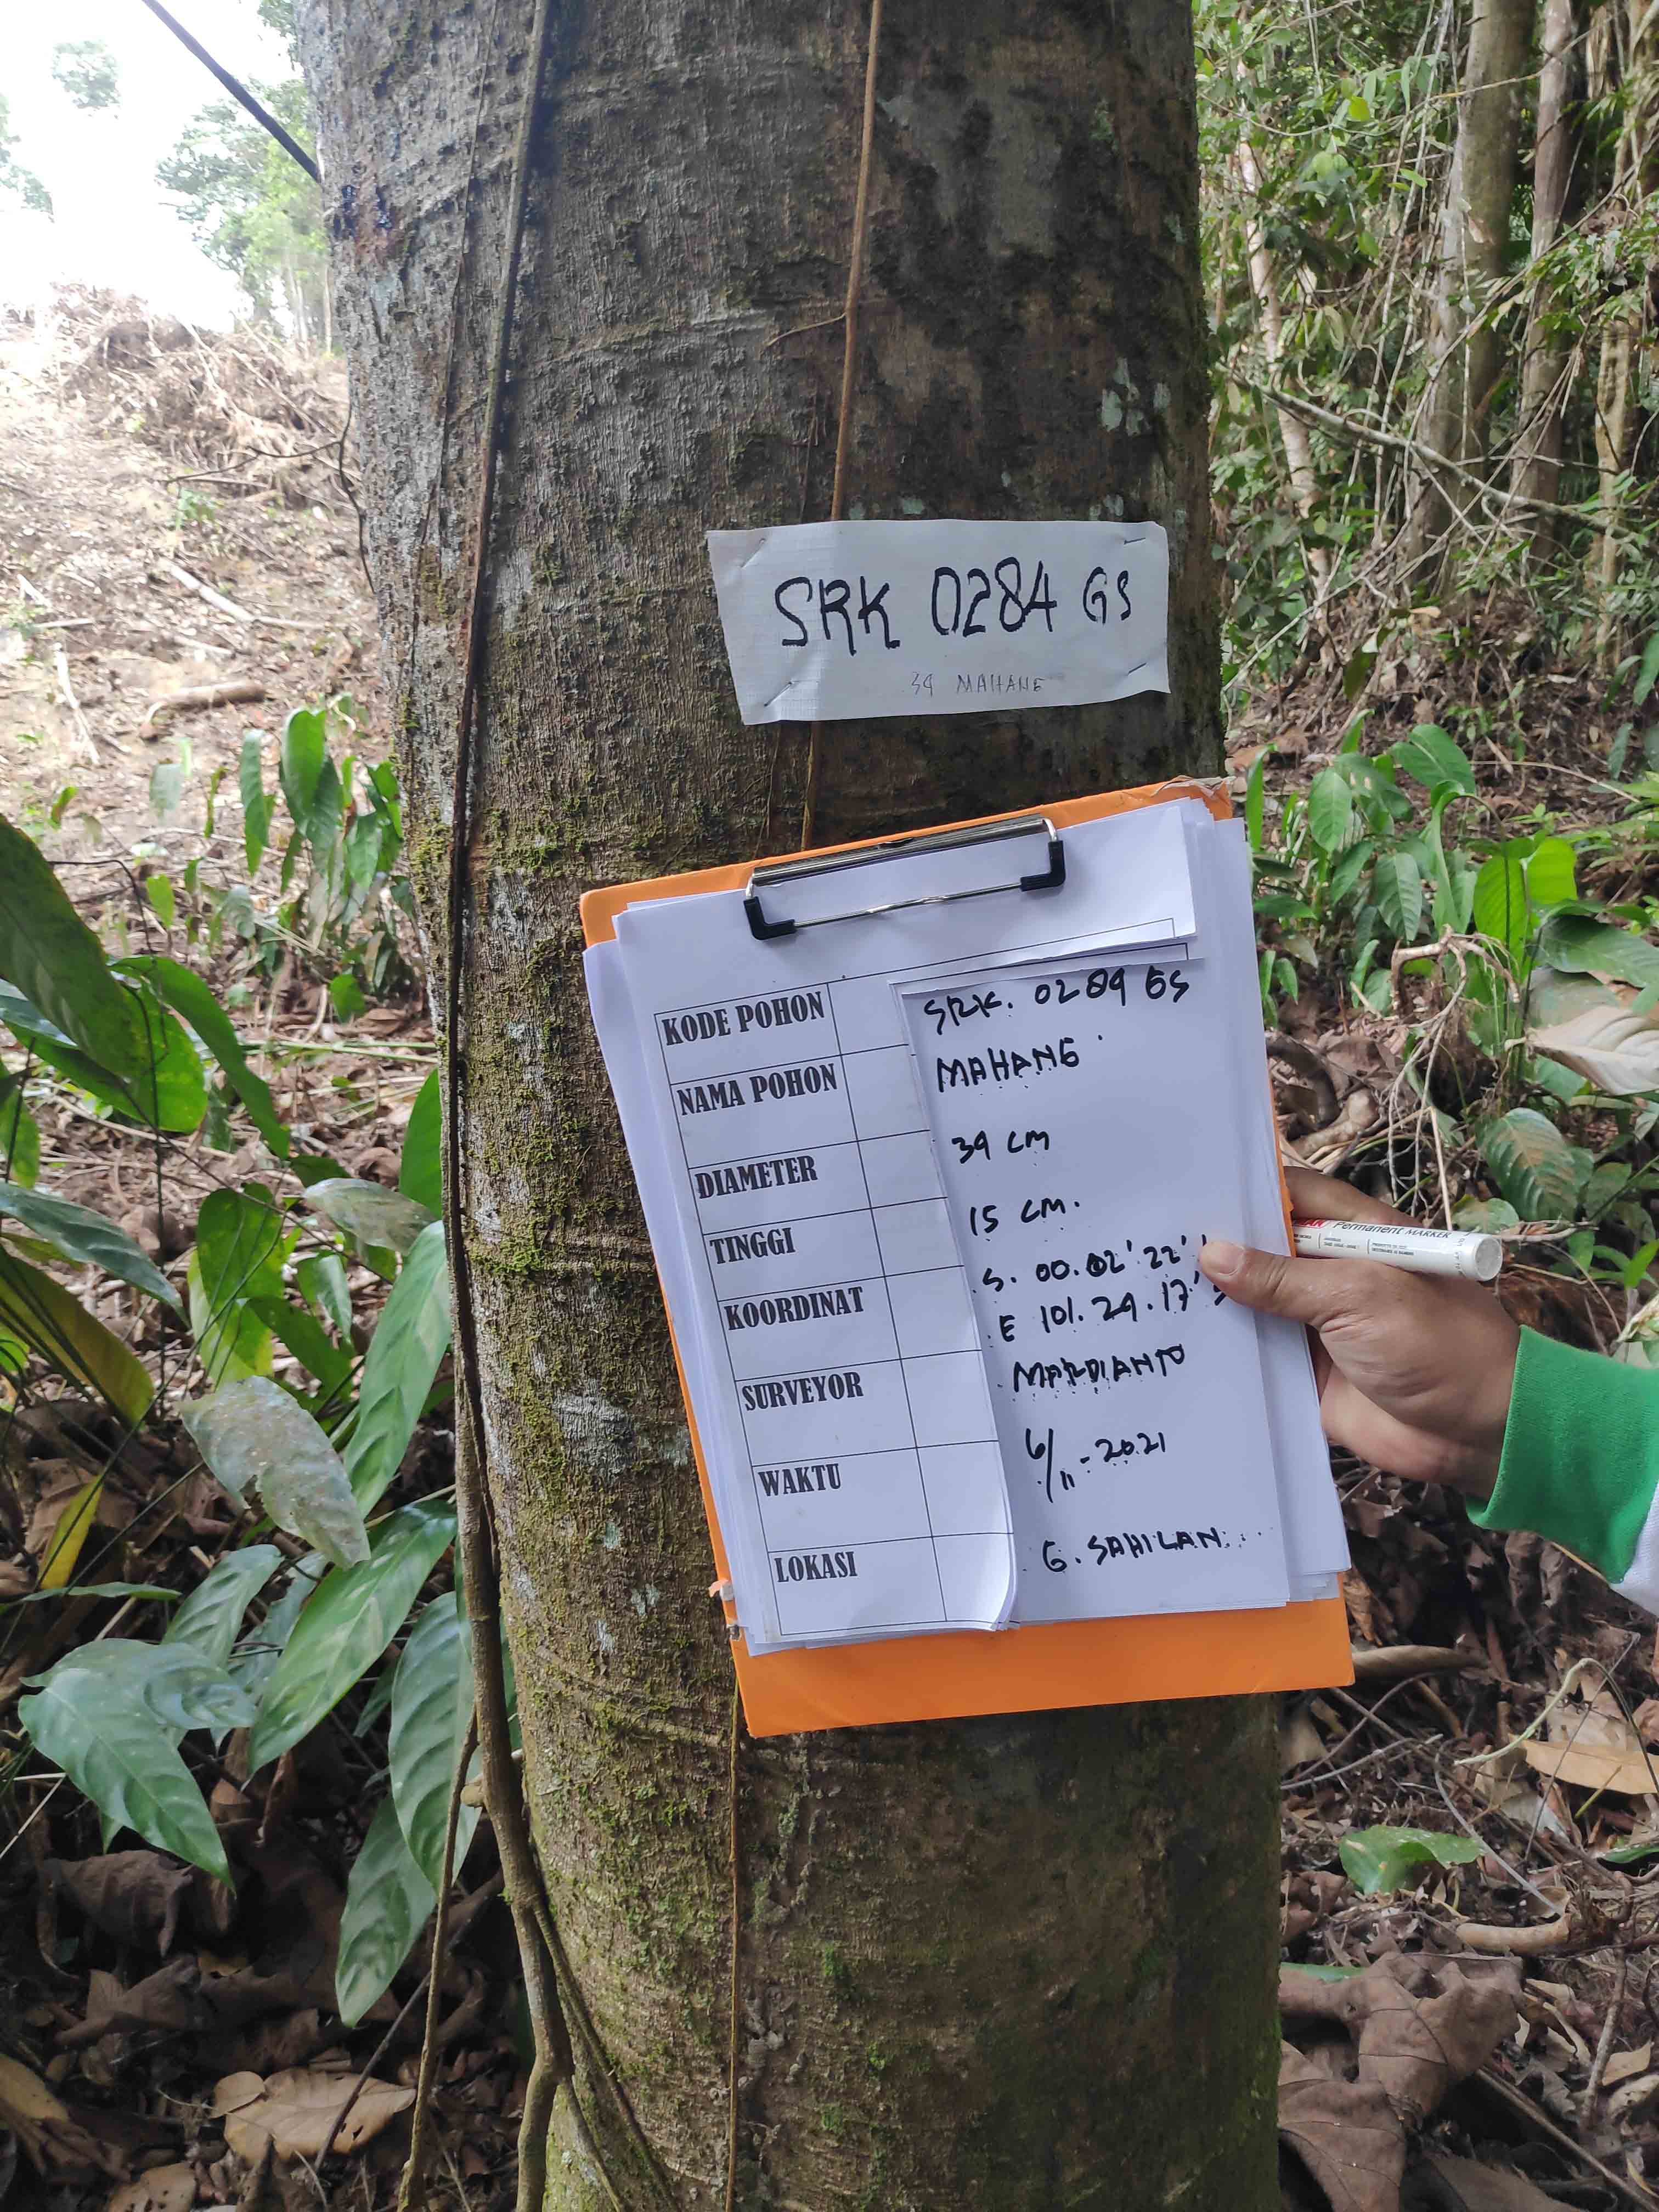 SRK 0284 GS
34 MAHANE
KODE POHON SRK. 0284 GS
NAMA POHON MAHANG
DIAMETER 34 CM
TINGGI 15 CM.
KOORDINAT S. 00. 02' 22'
E 101. 24. 17'
SURVEYOR MARDIANTO
WAKTU 6/11-2021
LOKASI G. SAHILAN
Permanent MARKER